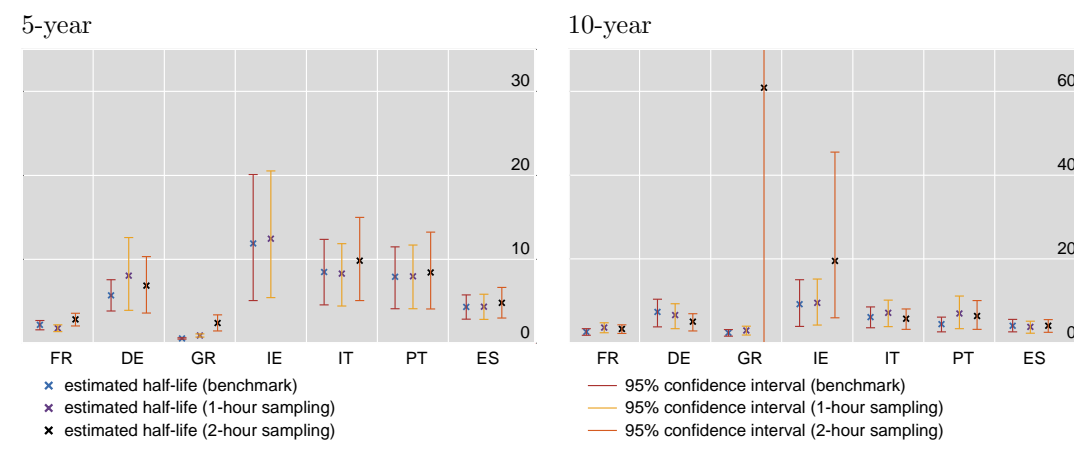 5-year
10-year
30
20
10
0
FR DE GR IE IT PT ES
60
40
20
0
FR DE GR IE IT PT ES
× estimated half-life (benchmark)
× estimated half-life (1-hour sampling)
× estimated half-life (2-hour sampling)
95% confidence interval (benchmark)
95% confidence interval (1-hour sampling)
95% confidence interval (2-hour sampling)